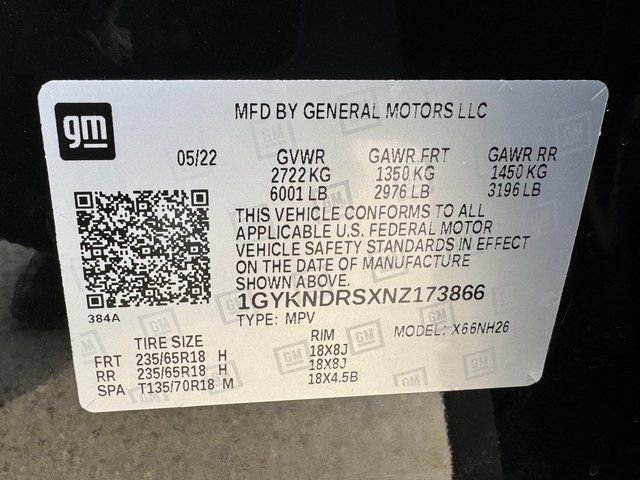 gm
MFD BY GENERAL MOTORS LLC
05/22 GVWR GAWR FRT GAWR RR
2722 KG 1350 KG 1450 KG
6001 LB 2976 LB 3196 LB
THIS VEHICLE CONFORMS TO ALL
APPLICABLE U.S. FEDERAL MOTOR
VEHICLE SAFETY STANDARDS IN EFFECT
ON THE DATE OF MANUFACTURE
SHOWN ABOVE.
1GYKNDRSXNZ173866
384A
TYPE: MPV MODEL: X66NH26
TIRE SIZE RIM
FRT 235/65R18 H 18X8J
RR 235/65R18 H 18X8J
SPA T135/70R18 M 18X4.5B